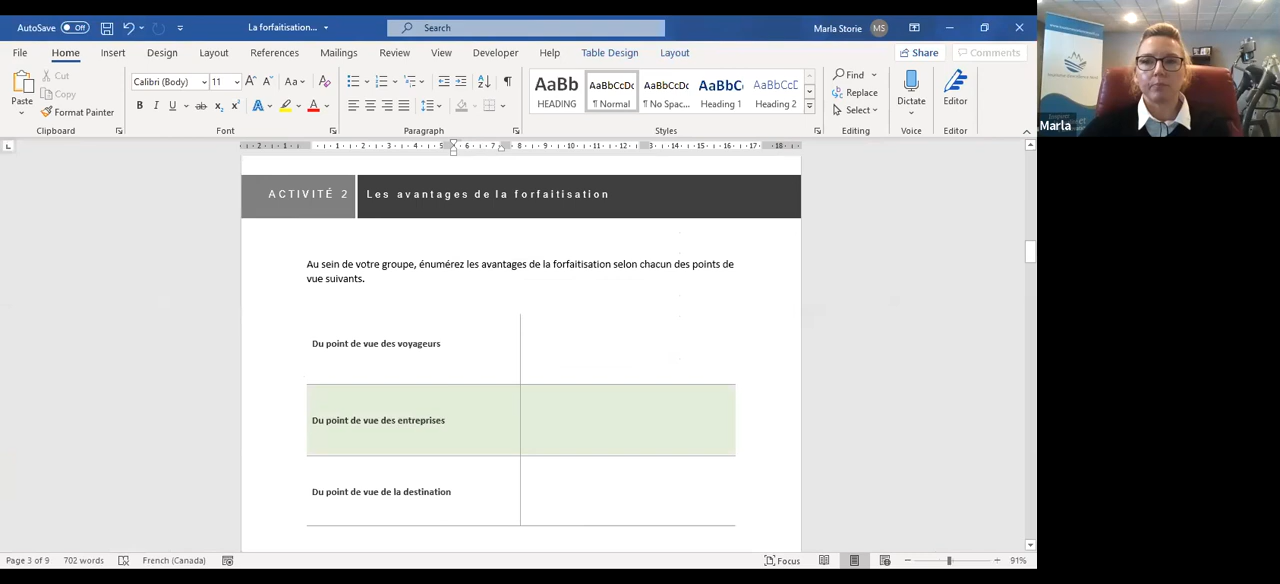 AutoSave Off
La forfaitisation...
Search
Marla Storie MS
File Home Insert Design Layout References Mailings Review View Developer Help Table Design Layout
Share Comments
Paste
Cut
Copy
Format Painter
Calibri (Body) 11
AaBb HEADING
AaBbCcDc ¶ Normal
AaBbCcDc ¶ No Spac...
AaBbC Heading 1
AaBbCcD Heading 2
Find
Replace
Select
Dictate
Editor
Clipboard Font Paragraph Styles Editing Voice Editor
Marla
ACTIVITÉ 2 Les avantages de la forfaitisation
Au sein de votre groupe, énumérez les avantages de la forfaitisation selon chacun des points de
vue suivants.
Du point de vue des voyageurs
Du point de vue des entreprises
Du point de vue de la destination
Page 3 of 9 702 words French (Canada) Focus 91%